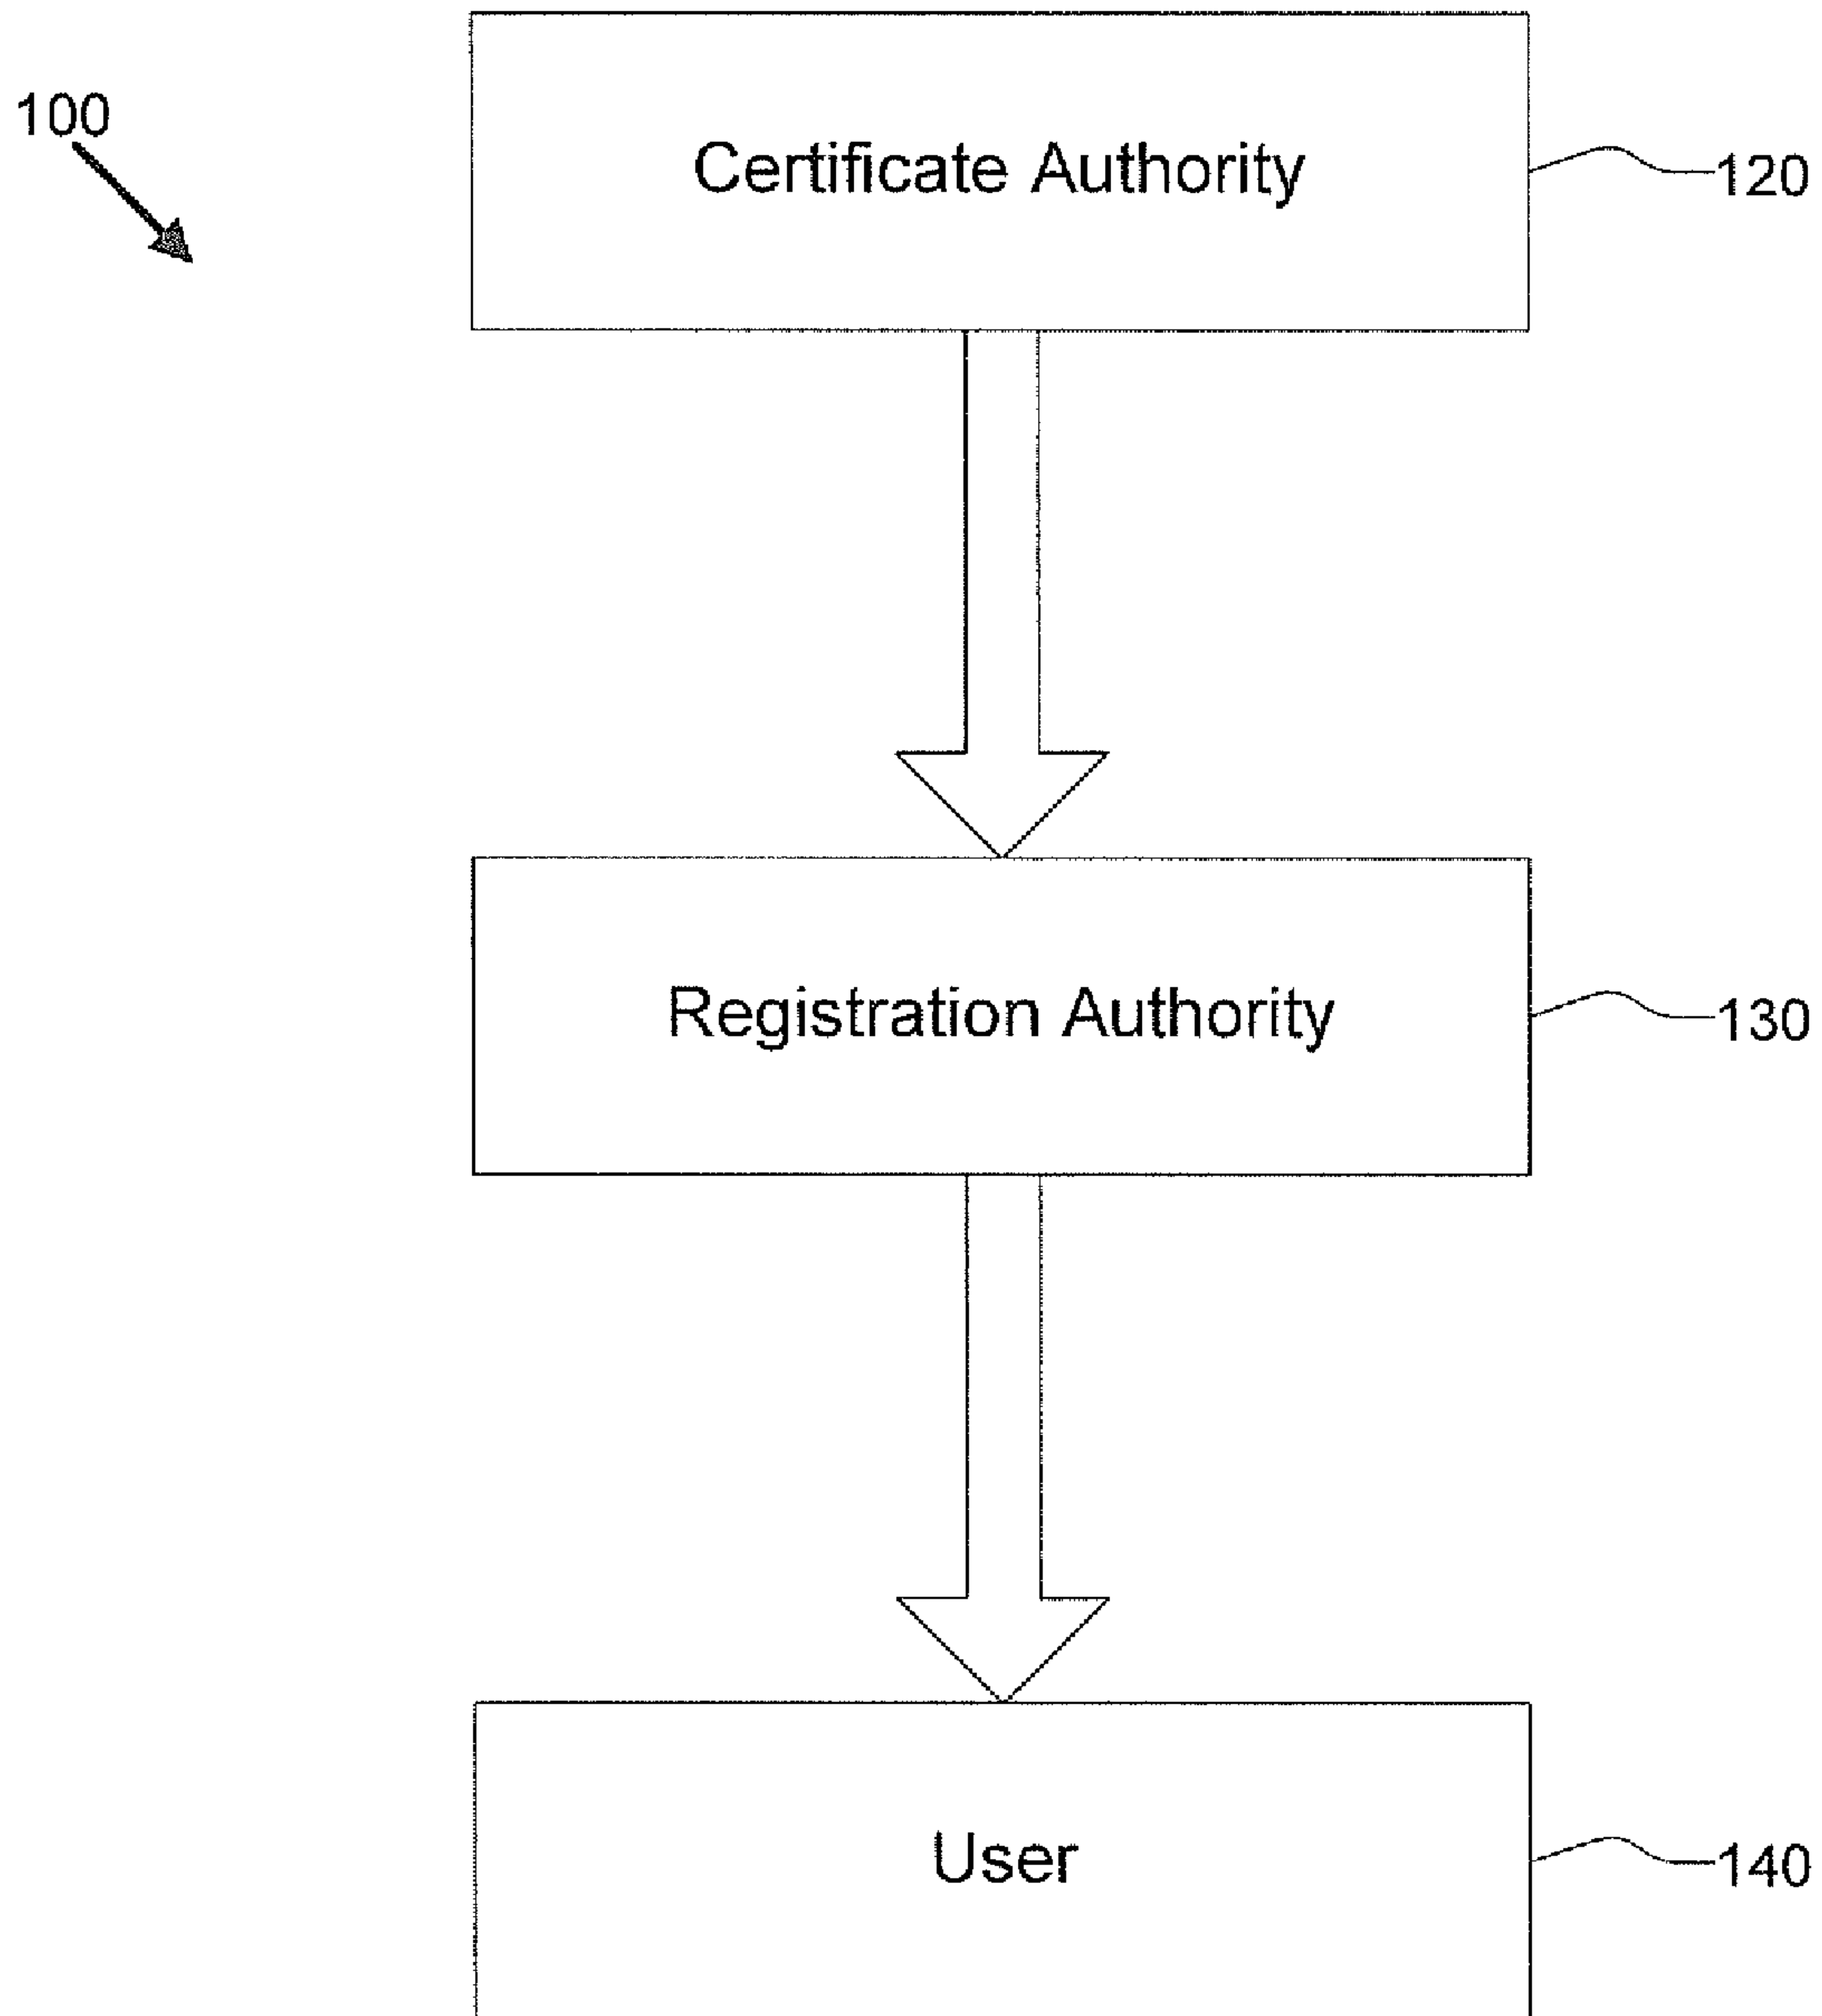 100
Certificate Authority
120
Registration Authority
130
User
140